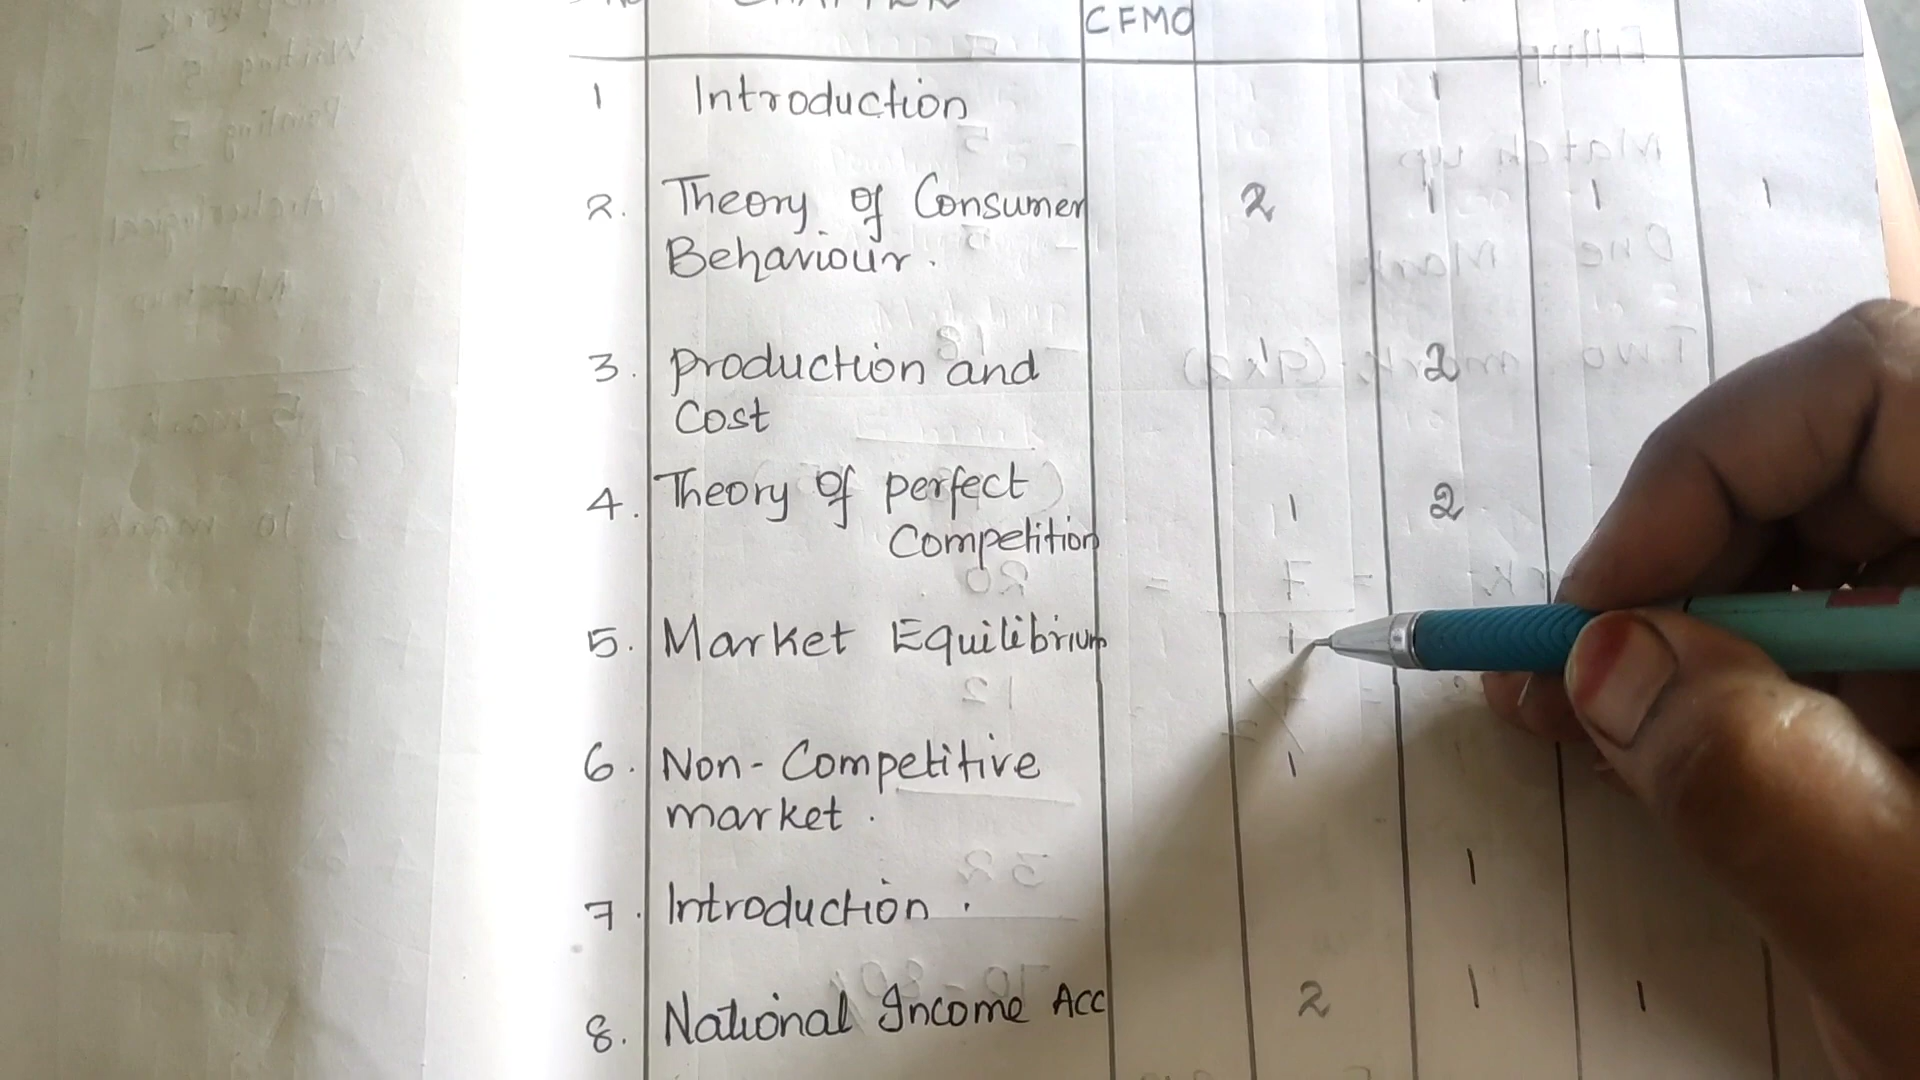 CFMO
1 Introduction 1
2. Theory of Consumer 2 1 1 1
Behaviour.
3. production and 1 2
Cost
4. Theory of perfect 1 2
Competition
5. Market Equilibrium 1
6. Non-Competitive 1
market.
7. Introduction. 1
8. National Income Acc 2 1 1